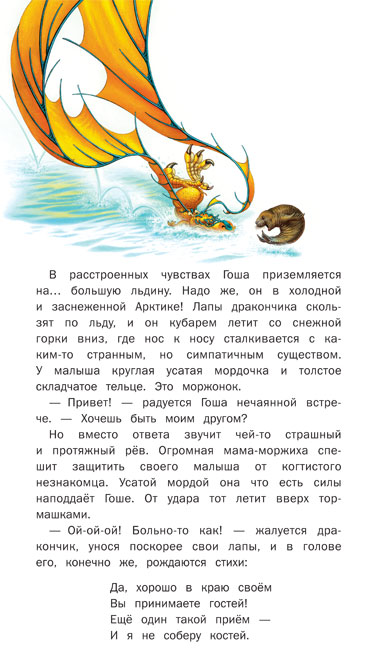 В расстроенных чувствах Гоша приземляется
на... большую льдину. Надо же, он в холодной
и заснеженной Арктике! Лапы дракончика сколь-
зят по льду, и он кубарем летит со снежной
горки вниз, где нос к носу сталкивается с ка-
ким-то странным, но симпатичным существом.
У малыша круглая усатая мордочка и толстое
складчатое тельце. Это моржонок.
— Привет! — радуется Гоша нечаянной встре-
че. — Хочешь быть моим другом?
Но вместо ответа звучит чей-то страшный
и протяжный рёв. Огромная мама-моржиха спе-
шит защитить своего малыша от когтистого
незнакомца. Усатой мордой она что есть силы
наподдаёт Гоше. От удара тот летит вверх тор-
машками.
— Ой-ой-ой! Больно-то как! — жалуется дра-
кончик, унося поскорее свои лапы, и в голове
его, конечно же, рождаются стихи:
Да, хорошо в краю своём
Вы принимаете гостей!
Ещё один такой приём —
И я не соберу костей.